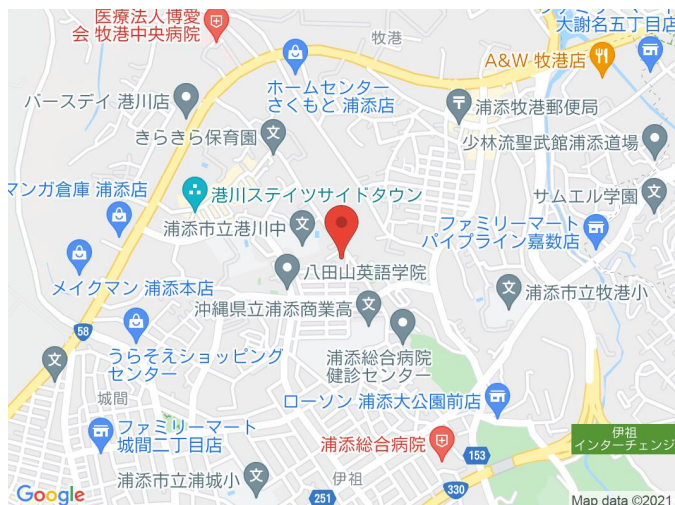 医療法人博愛
会 牧港中央病院
牧港
大謝名五丁目店
A&W 牧港店
ホームセンター
さくもと 浦添店
バースデイ 港川店
浦添牧港郵便局
きらきら保育園
少林流聖武館浦添道場
港川ステイツサイドタウン
サムエル学園
マンガ倉庫 浦添店
浦添市立港川中
ファミリーマート
パイプライン嘉数店
八田山英語学院
メイクマン 浦添本店
浦添市立牧港小
沖縄県立浦添商業高
58
うらそえショッピング
センター
浦添総合病院
健診センター
城間
ローソン 浦添大公園前店
ファミリーマート
城間二丁目店
伊祖
インターチェンジ
浦添総合病院
153
浦添市立浦城小
伊祖
330
251
Google
Map data ©2021